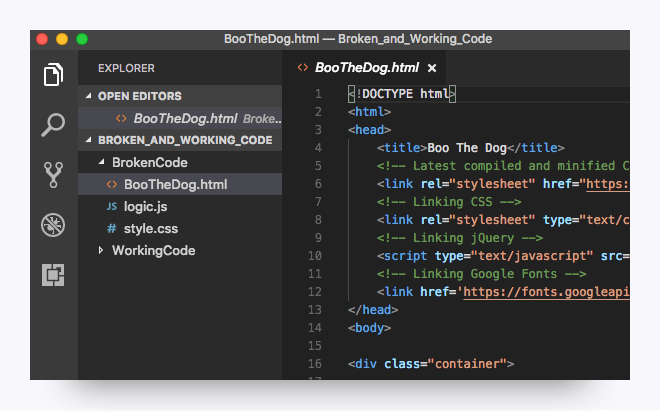 BooTheDog.html — Broken_and_Working_Code
EXPLORER
OPEN EDITORS
<> BooTheDog.html Broke...
BROKEN_AND_WORKING_CODE
BrokenCode
<> BooTheDog.html
JS logic.js
# style.css
WorkingCode
<> BooTheDog.html ×
1 <!DOCTYPE html>
2 <html>
3 <head>
4 <title>Boo The Dog</title>
5 <!-- Latest compiled and minified C
6 <link rel="stylesheet" href="https:
7 <!-- Linking CSS -->
8 <link rel="stylesheet" type="text/c
9 <!-- Linking jQuery -->
10 <script type="text/javascript" src=
11 <!-- Linking Google Fonts -->
12 <link href='https://fonts.googleapi
13 </head>
14 <body>
15
16 <div class="container">
17